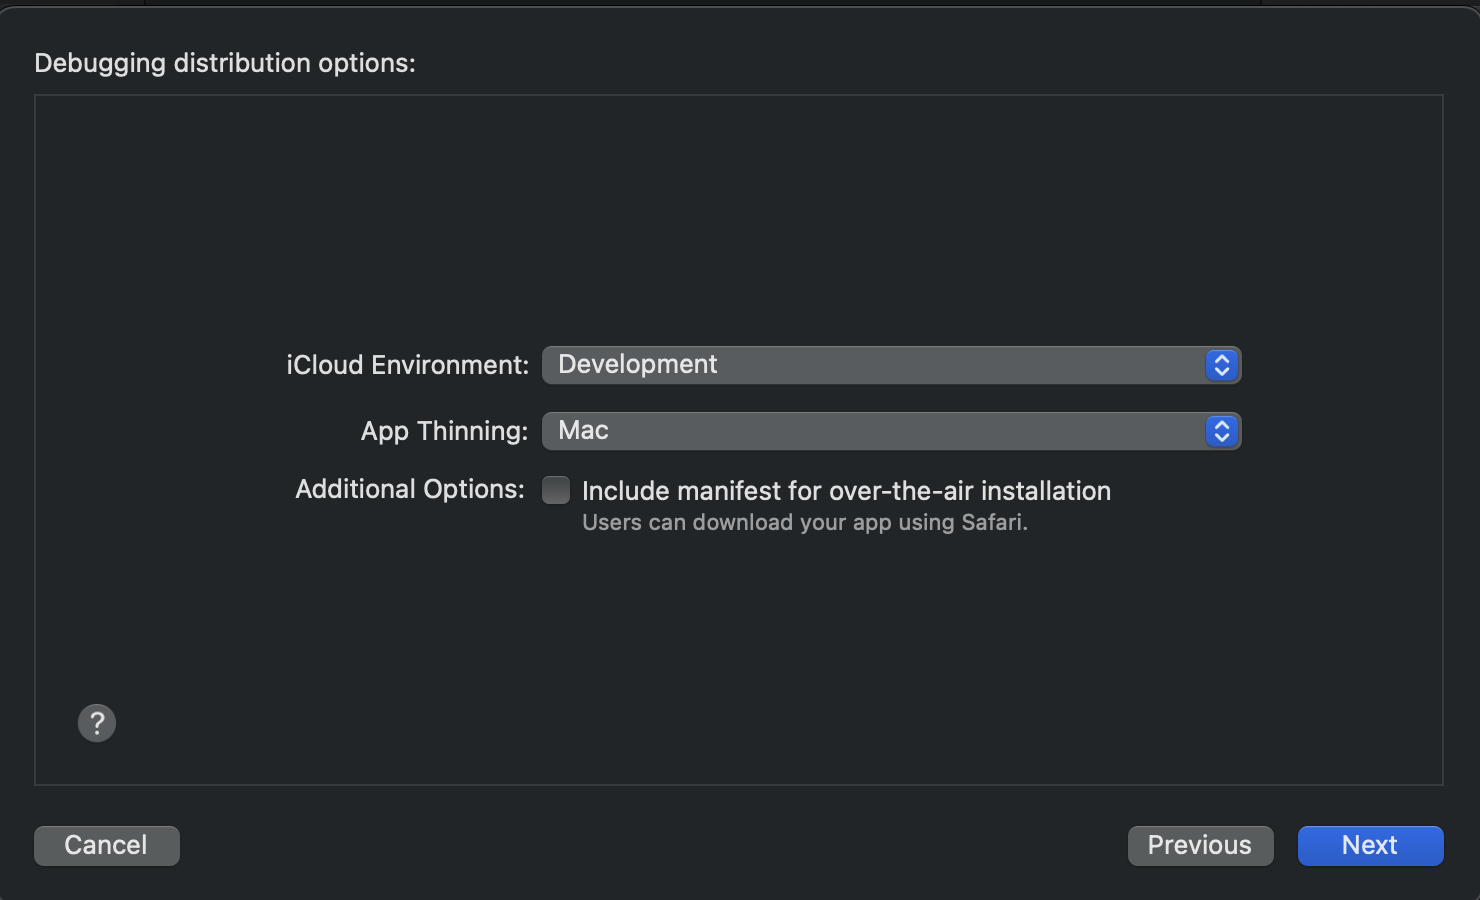 Debugging distribution options:
iCloud Environment: Development
App Thinning: Mac
Additional Options: Include manifest for over-the-air installation
Users can download your app using Safari.
?
Cancel Previous Next